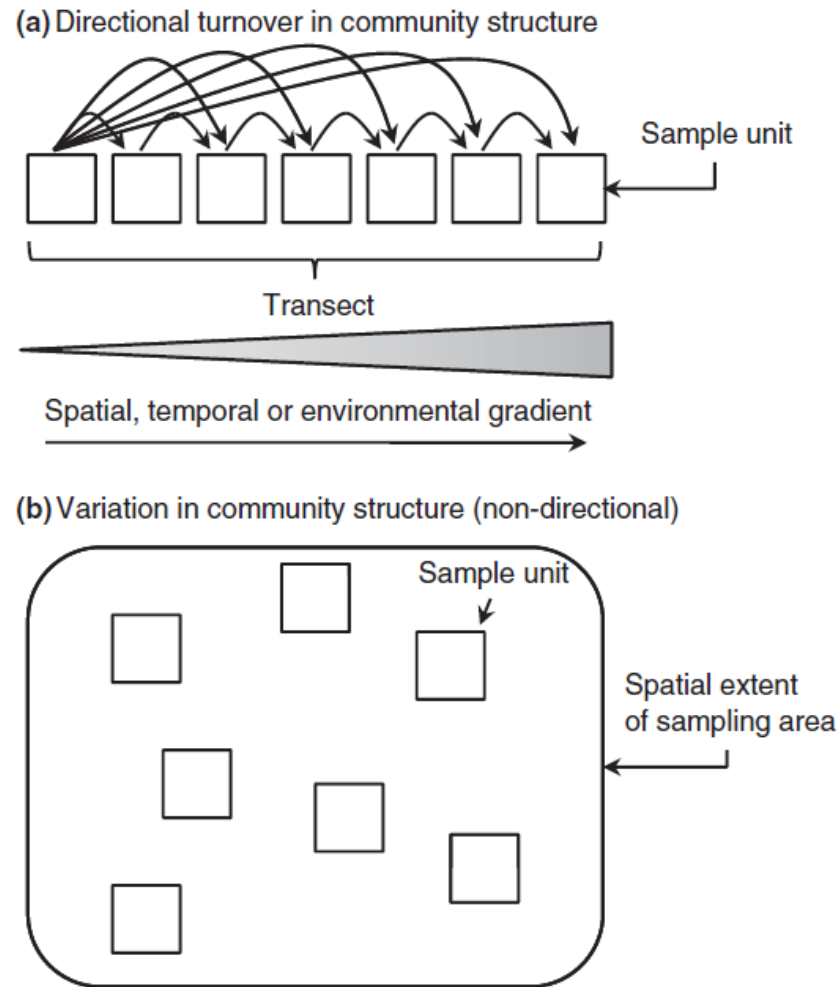 (a) Directional turnover in community structure
Sample unit
Transect
Spatial, temporal or environmental gradient
(b) Variation in community structure (non-directional)
Sample unit
Spatial extent
of sampling area